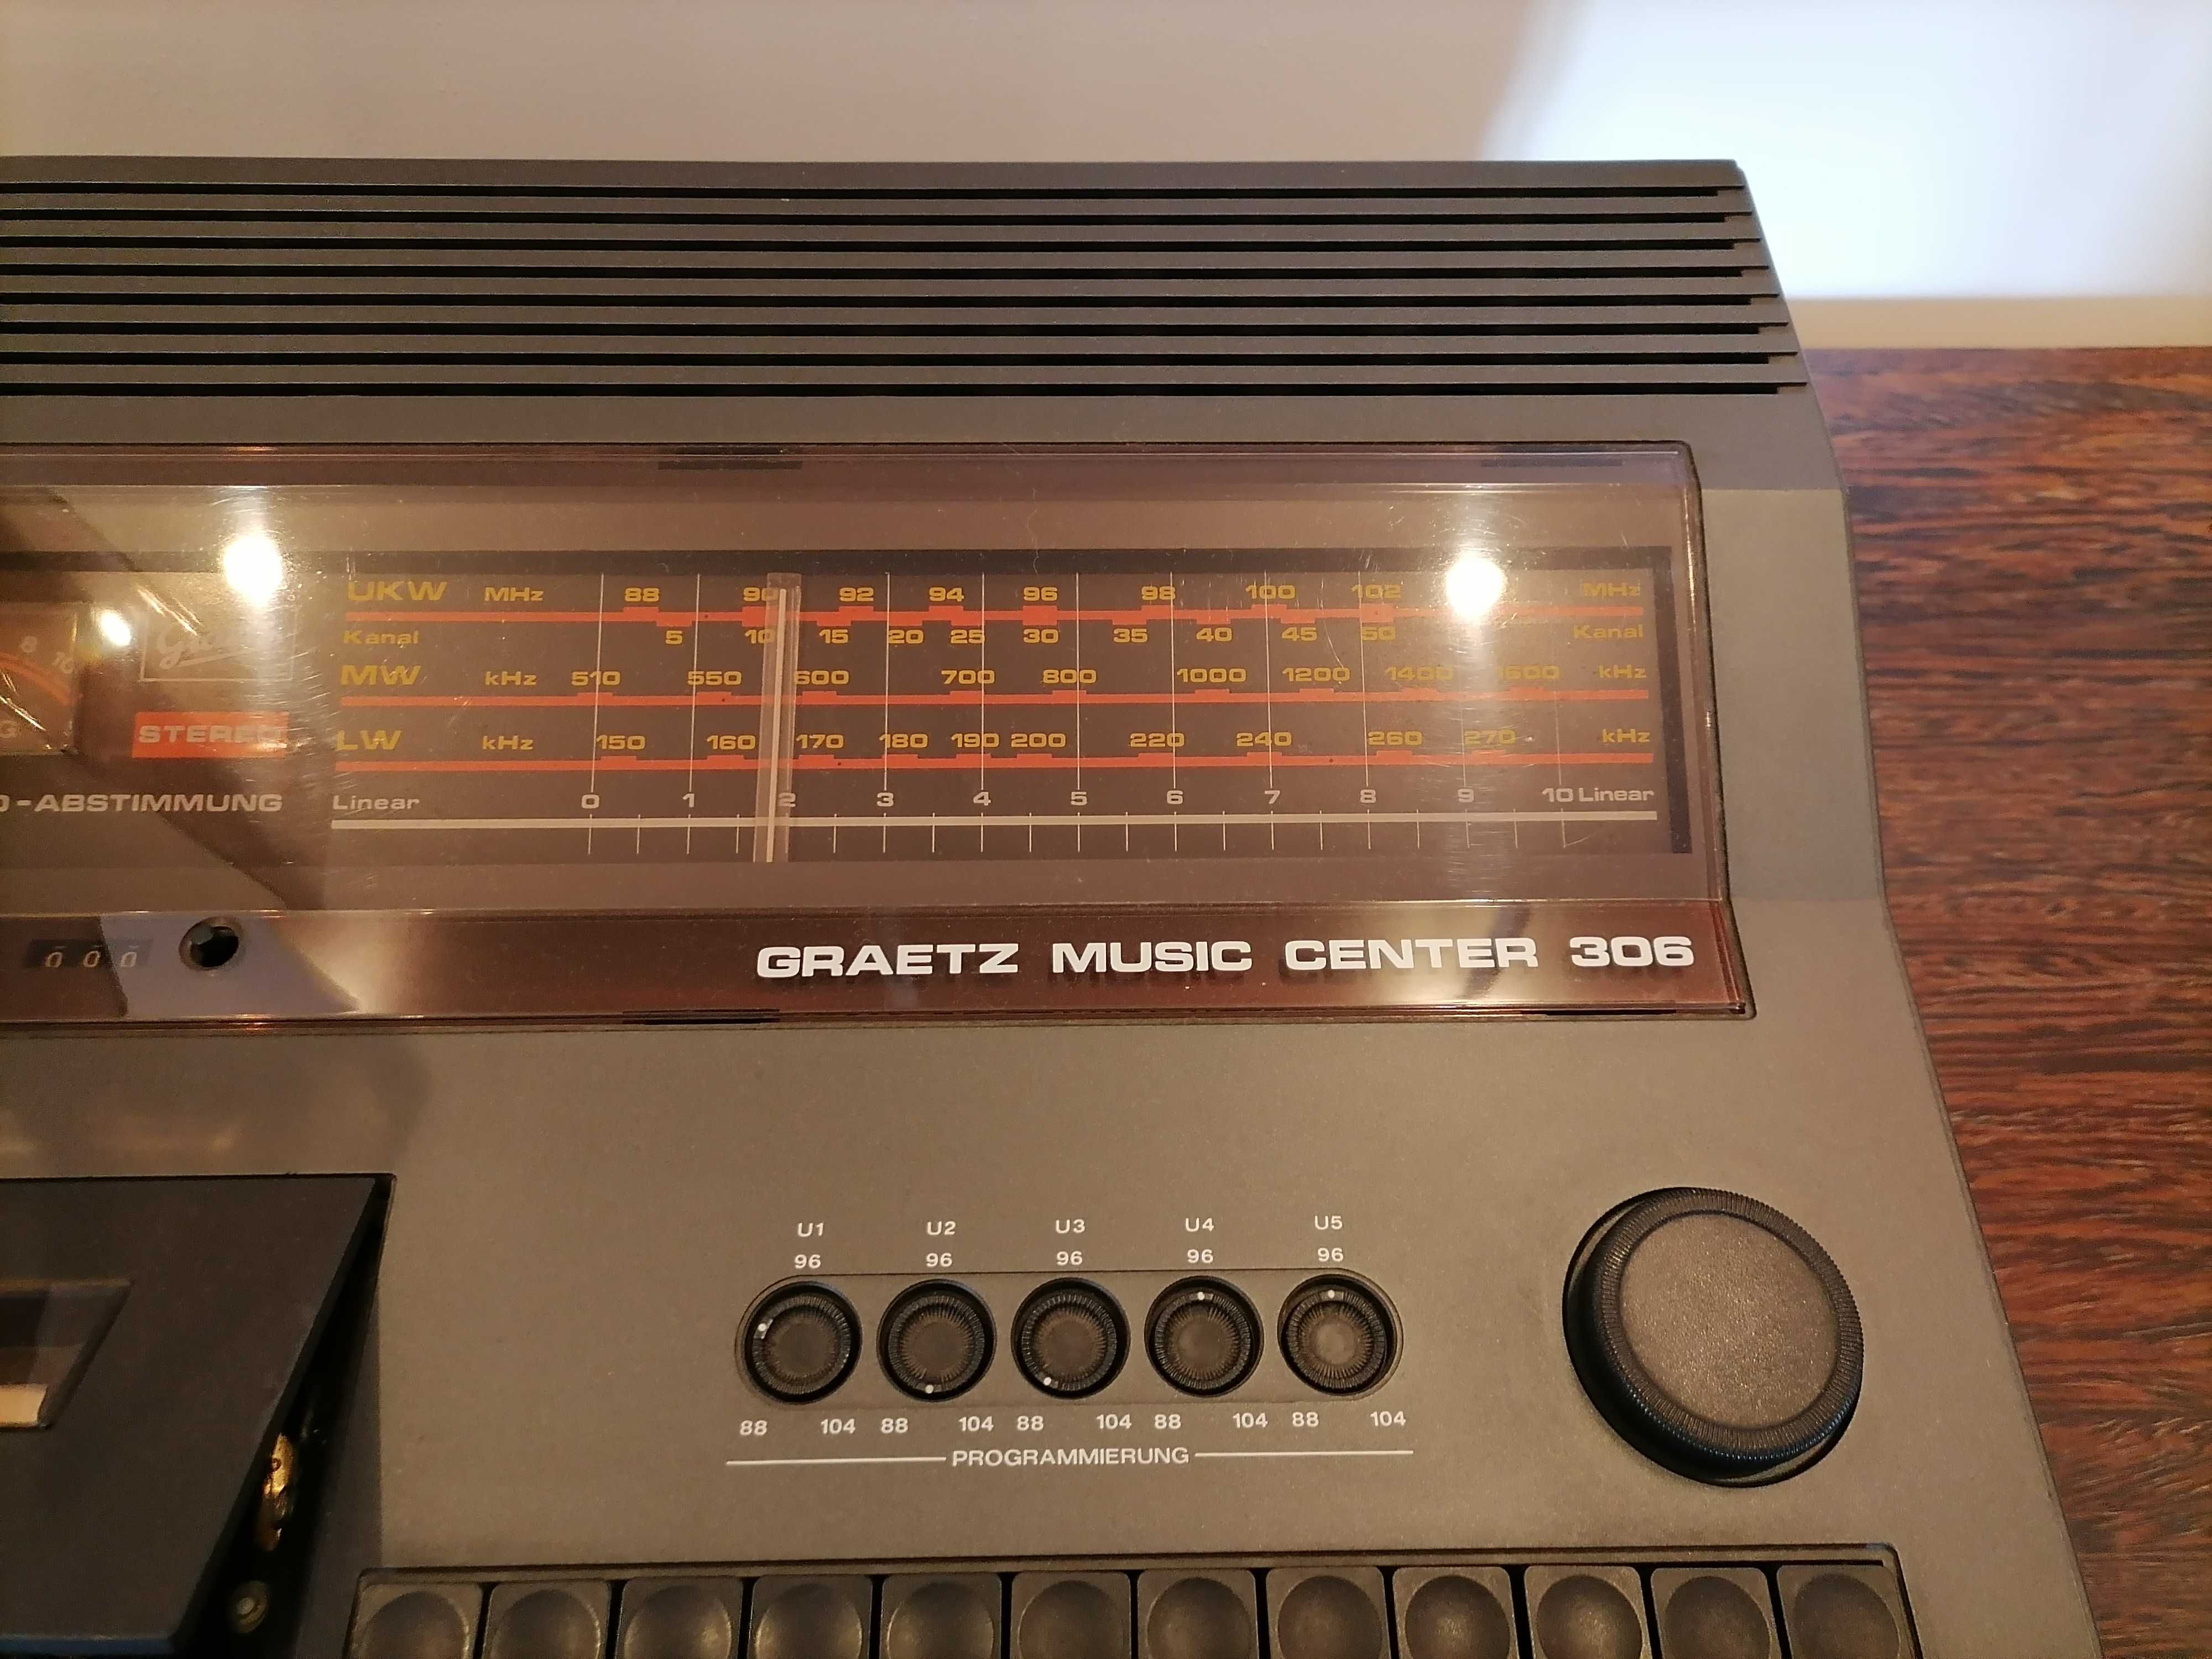 UKW MHz 88 90 92 94 96 98 100 102 MHz
Kanal 5 10 15 20 25 30 35 40 45 50 Kanal
MW kHz 510 550 600 700 800 1000 1200 1400 1600 kHz
8 10
STEREO
LW kHz 150 160 170 180 190 200 220 240 260 270 kHz
-ABSTIMMUNG
Linear 0 1 2 3 4 5 6 7 8 9 10 Linear
000
GRAETZ MUSIC CENTER 306
U1 U2 U3 U4 U5
96 96 96 96 96
88 104 88 104 88 104 88 104 88 104
PROGRAMMIERUNG